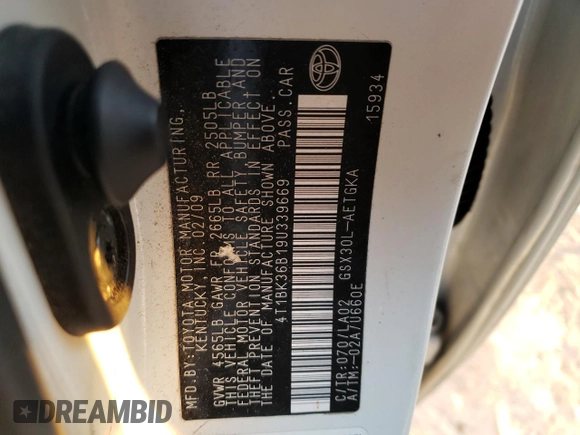 MFD. BY: TOYOTA MOTOR MANUFACTURING,
KENTUCKY, INC. 02/09
GVWR 4565LB GAWR FR 2665LB RR 2505LB
THIS VEHICLE CONFORMS TO ALL APPLICABLE
FEDERAL MOTOR VEHICLE SAFETY, BUMPER, AND
THEFT PREVENTION STANDARDS IN EFFECT ON
THE DATE OF MANUFACTURE SHOWN ABOVE.
4T1BK36B19U339669 PASS. CAR
C/TR:070/LA02 GSX30L-AETGKA
A/TM:-02A/U660E 15934
DREAMBID